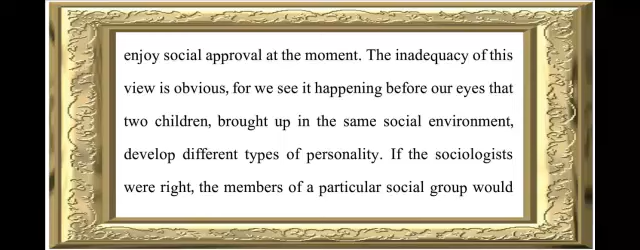 enjoy social approval at the moment. The inadequacy of this
view is obvious, for we see it happening before our eyes that
two children, brought up in the same social environment,
develop different types of personality. If the sociologists
were right, the members of a particular social group would